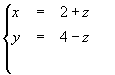 x = 2 + z
y = 4 − z